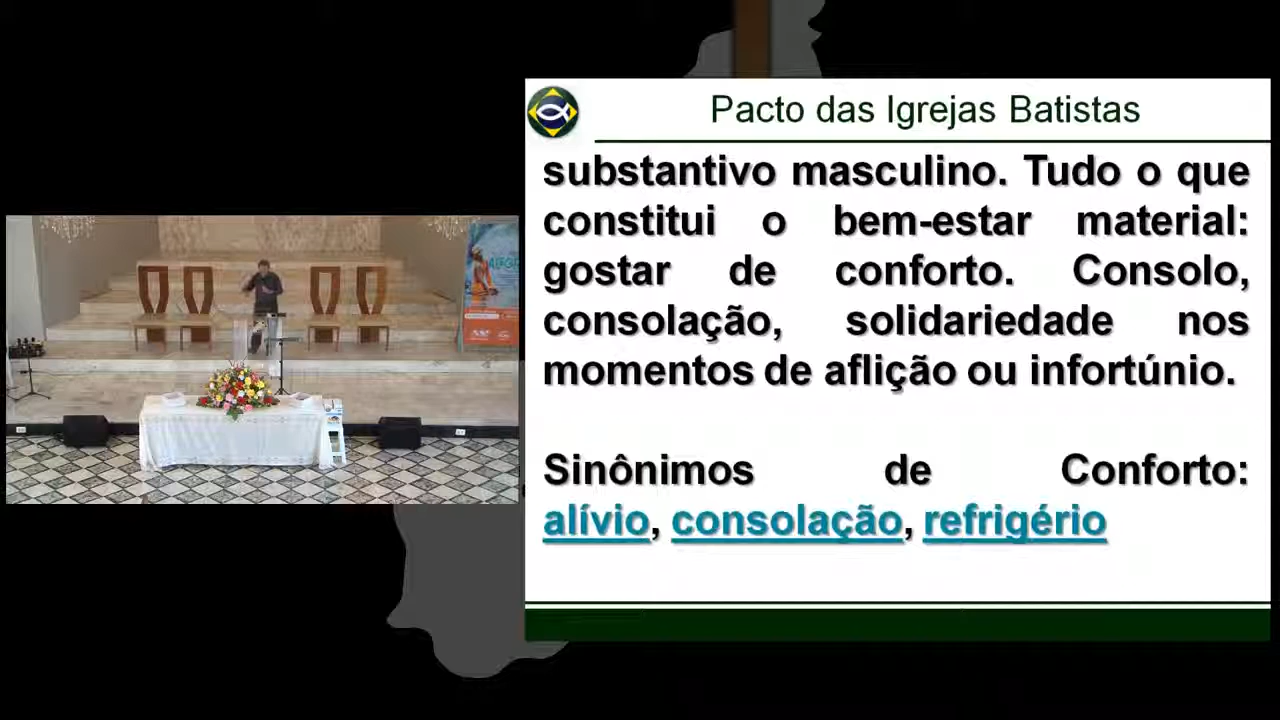 Pacto das Igrejas Batistas
substantivo masculino. Tudo o que
constitui o bem-estar material:
gostar de conforto. Consolo,
consolação, solidariedade nos
momentos de aflição ou infortúnio.
Sinônimos de Conforto:
alívio, consolação, refrigério